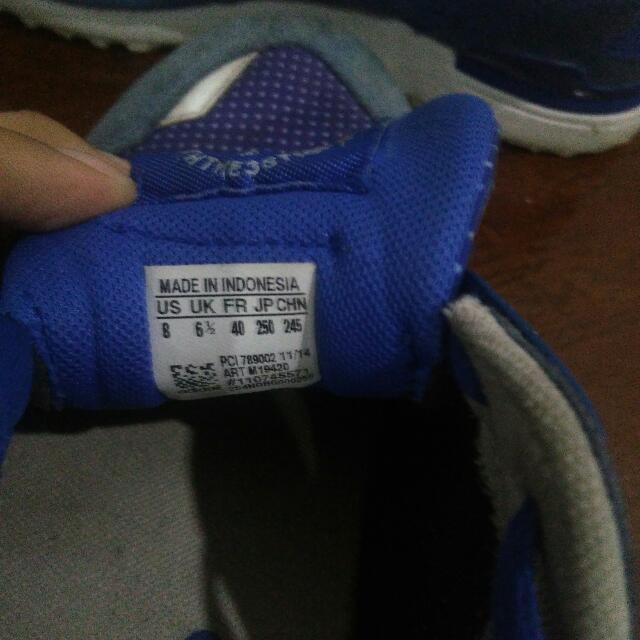 MADE IN INDONESIA
US UK FR JP CHN
8 6½ 40 250 245
PCI 789002 11/14
ART M19420